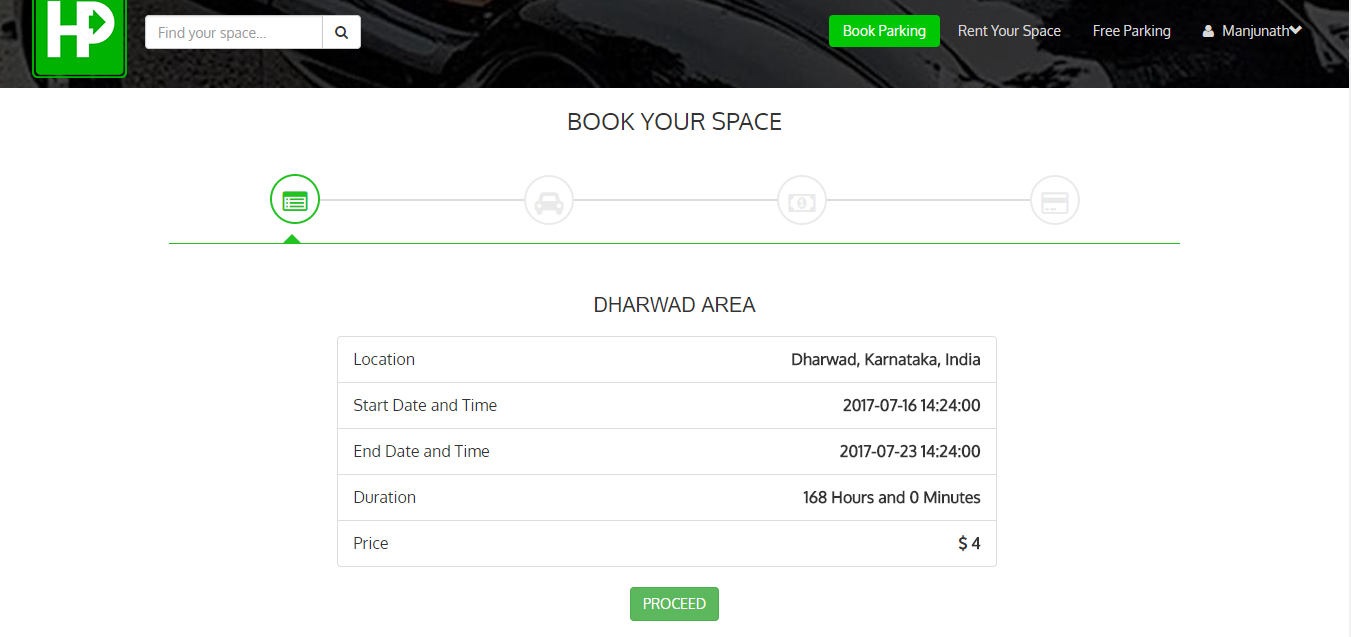 HP
Find your space...
Book Parking
Rent Your Space
Free Parking
Manjunath
BOOK YOUR SPACE
DHARWAD AREA
Location Dharwad, Karnataka, India
Start Date and Time 2017-07-16 14:24:00
End Date and Time 2017-07-23 14:24:00
Duration 168 Hours and 0 Minutes
Price $ 4
PROCEED